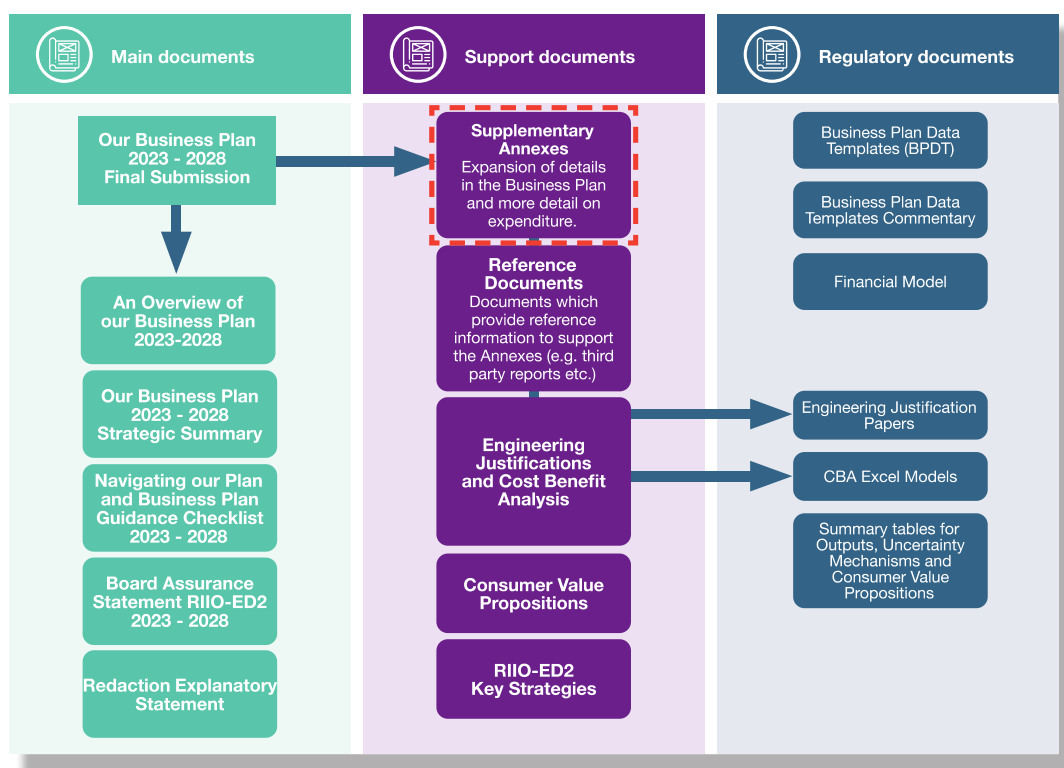 Main documents
Our Business Plan
2023 - 2028
Final Submission
An Overview of
our Business Plan
2023-2028
Our Business Plan
2023 - 2028
Strategic Summary
Navigating our Plan
and Business Plan
Guidance Checklist
2023 - 2028
Board Assurance
Statement RIIO-ED2
2023 - 2028
Redaction Explanatory
Statement
Support documents
Supplementary
Annexes
Expansion of details
in the Business Plan
and more detail on
expenditure.
Reference
Documents
Documents which
provide reference
information to support
the Annexes (e.g. third
party reports etc.)
Engineering
Justifications
and Cost Benefit
Analysis
Consumer Value
Propositions
RIIO-ED2
Key Strategies
Regulatory documents
Business Plan Data
Templates (BPDT)
Business Plan Data
Templates Commentary
Financial Model
Engineering Justification
Papers
CBA Excel Models
Summary tables for
Outputs, Uncertainty
Mechanisms and
Consumer Value
Propositions